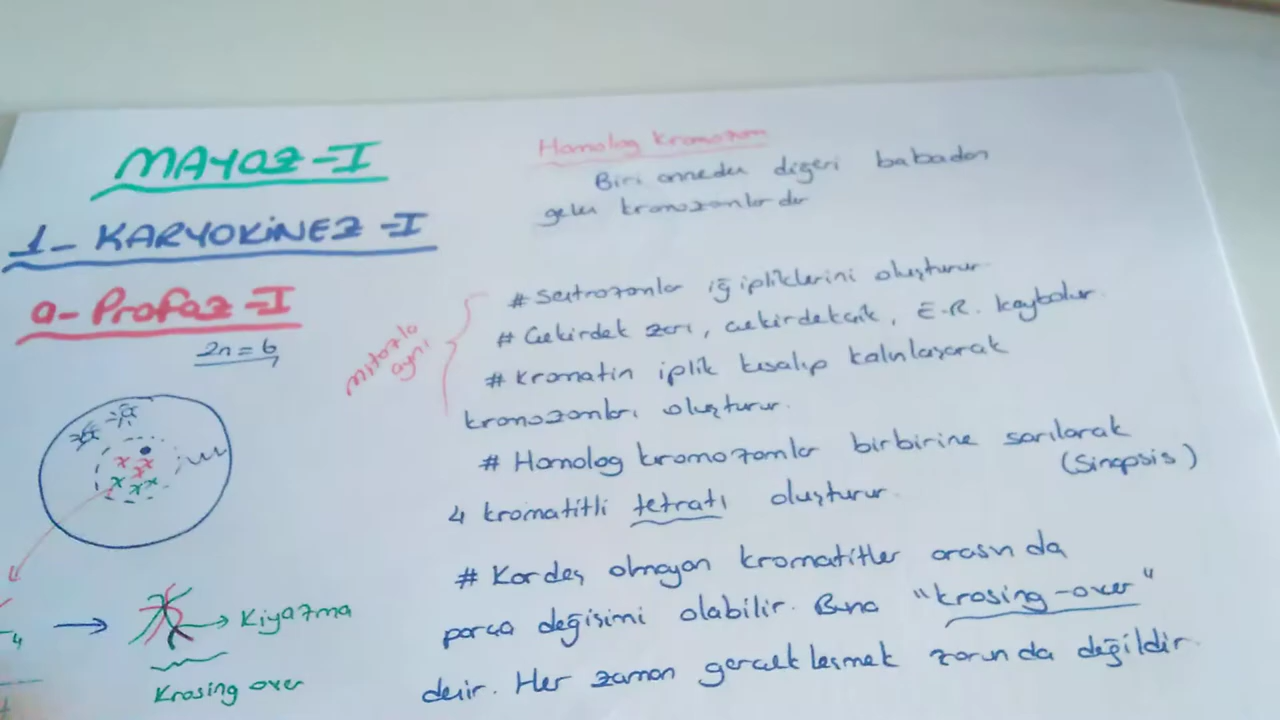 MAYOZ-I
1- KARYOKİNEZ-I
a- Profaz-I
2n = 6
Homolog Kromozom
Biri anneden diğeri babadan
gelen kromozomlardır
Mitozla
aynı
# Sentrozomlar iğ ipliklerini oluşturur.
# Çekirdek zarı, çekirdekçik, E.R. kaybolur.
# Kromatin iplik kısalıp kalınlaşarak
kromozomları oluşturur.
# Homolog kromozomlar birbirine sarılarak
(Sinapsis)
4 kromatitli tetratı oluşturur.
# Kardeş olmayan kromatitler arasında
parça değişimi olabilir. Buna "krosing-over"
denir. Her zaman gerçekleşmek zorunda değildir.
Kiyazma
Krosing over